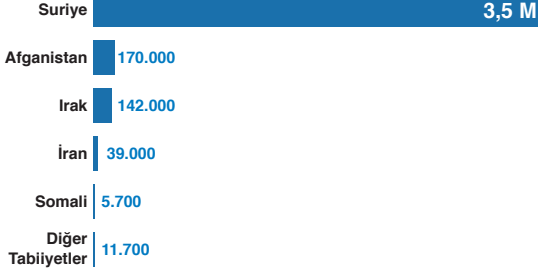 Suriye 3,5 M
Afganistan 170.000
Irak 142.000
İran 39.000
Somali 5.700
Diğer
Tabiiyetler 11.700